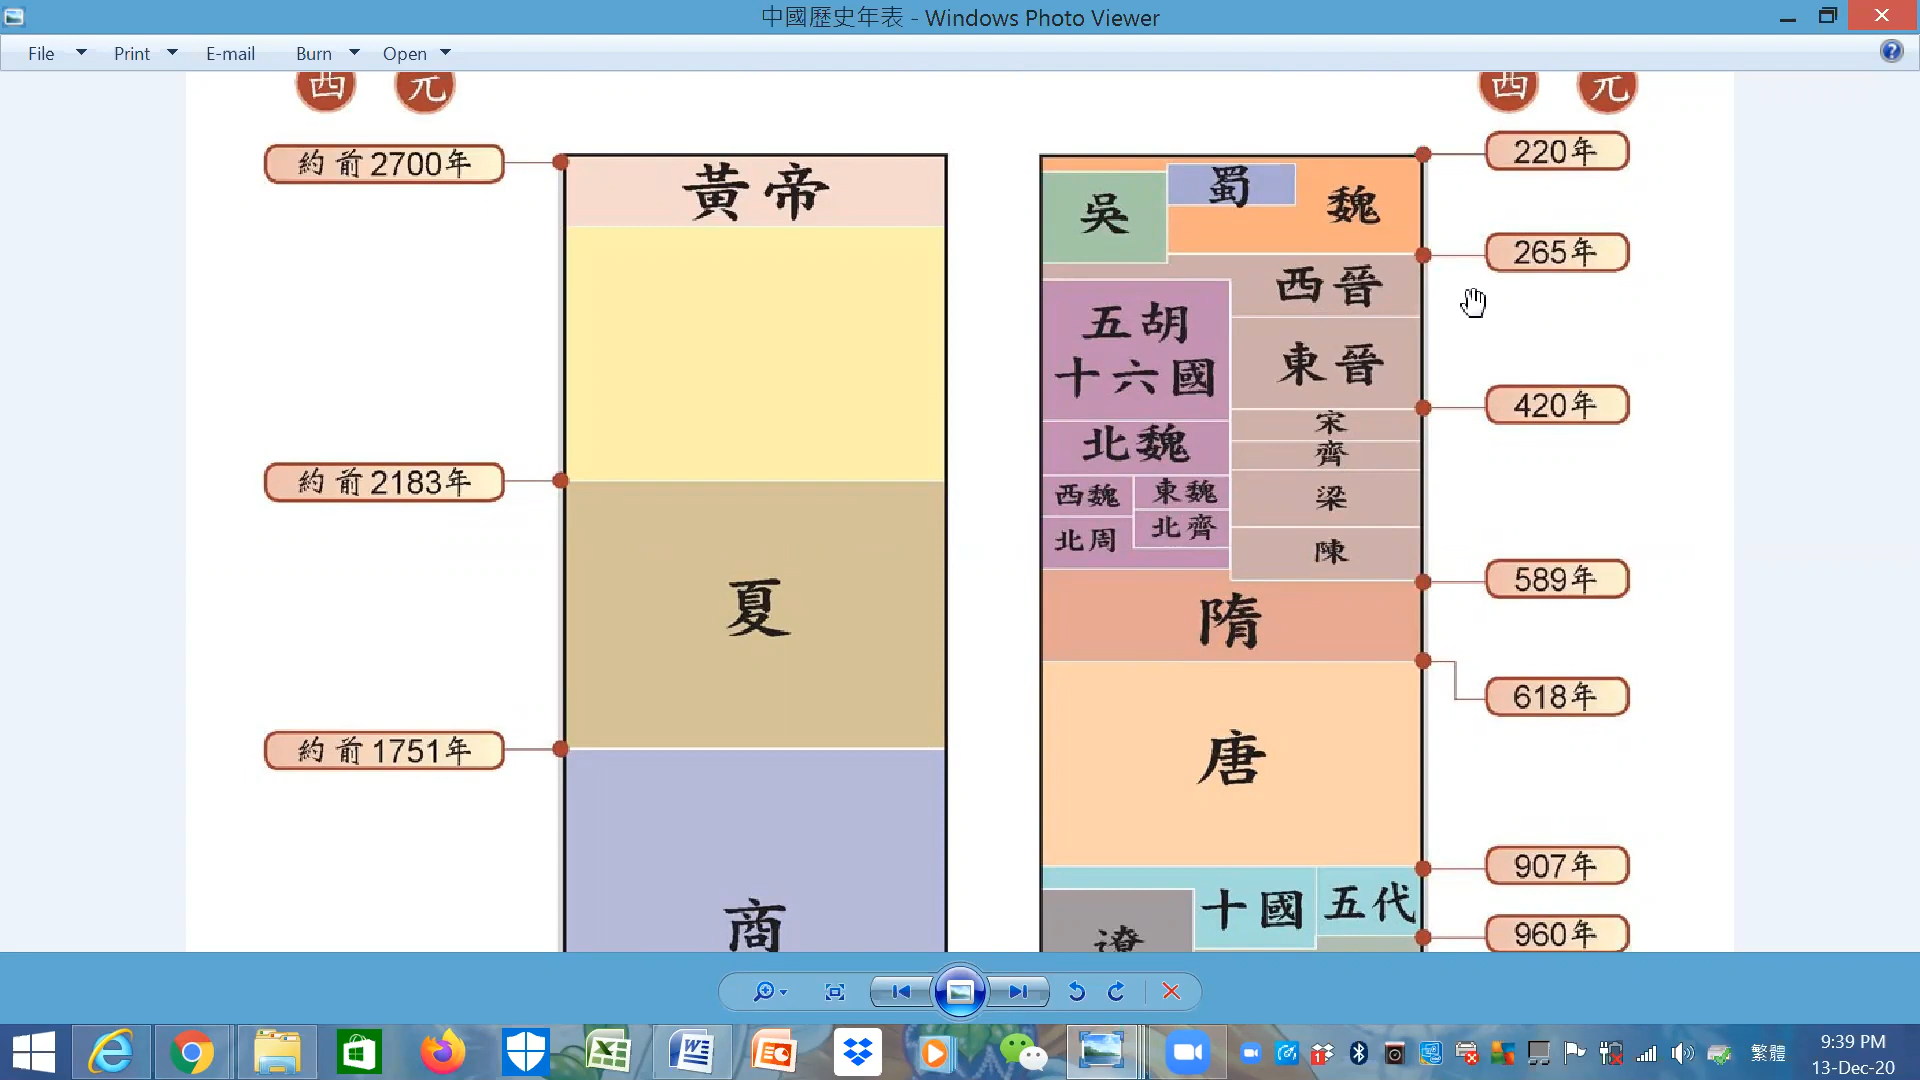 中國歷史年表 - Windows Photo Viewer
File Print E-mail Burn Open
西 元
約前2700年
黃帝
約前2183年
夏
約前1751年
商
西 元
220年
蜀
魏
吳
265年
西晉
五胡
十六國
東晉
420年
宋
北魏
齊
西魏
東魏
梁
北周
北齊
陳
589年
隋
618年
唐
907年
十國
五代
遼
960年
繁體
9:39 PM
13-Dec-20